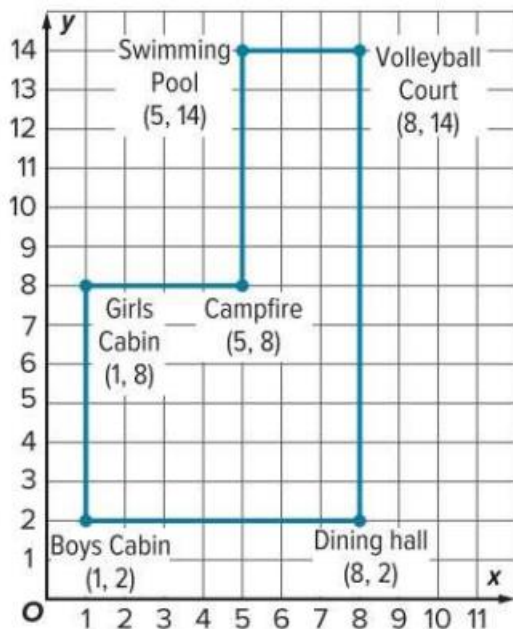 y
14
13
12
11
10
9
8
7
6
5
4
3
2
1
O
Swimming
Pool
(5, 14)
Volleyball
Court
(8, 14)
Girls
Cabin
(1, 8)
Campfire
(5, 8)
Boys Cabin
(1, 2)
Dining hall
(8, 2)
x
1 2 3 4 5 6 7 8 9 10 11